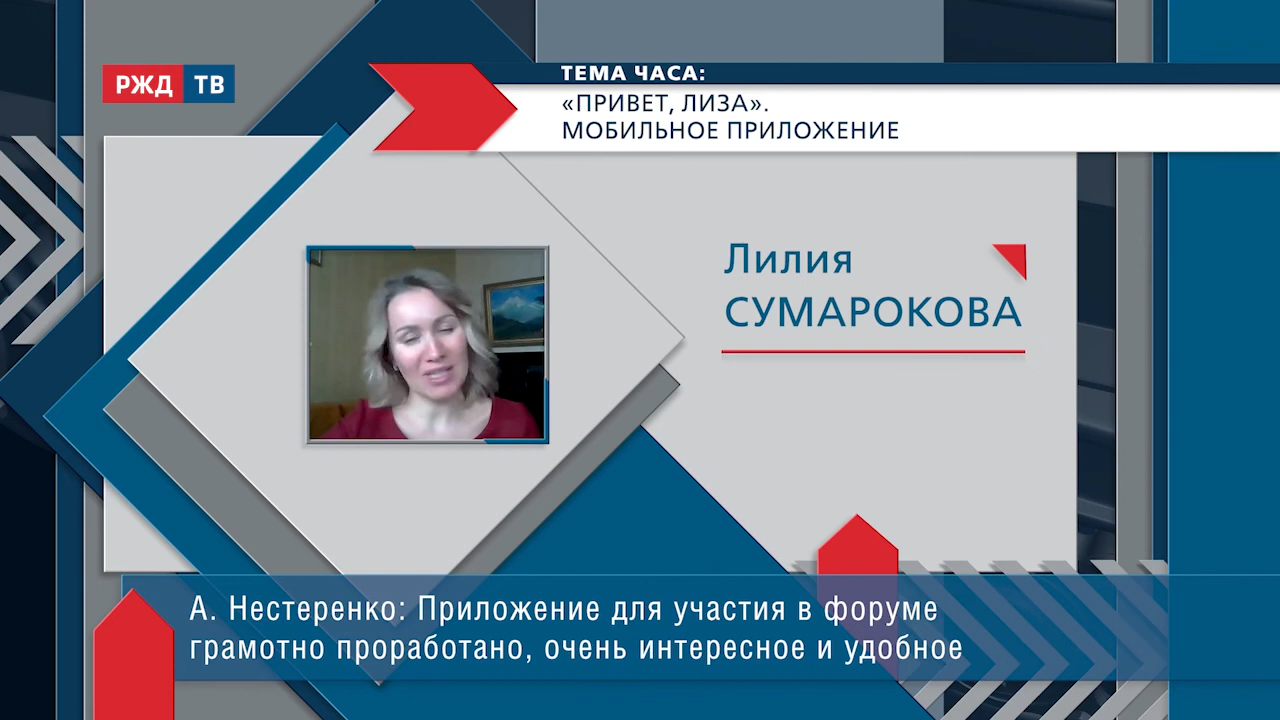 РЖД ТВ
ТЕМА ЧАСА:
«ПРИВЕТ, ЛИЗА».
МОБИЛЬНОЕ ПРИЛОЖЕНИЕ
Лилия
СУМАРОКОВА
А. Нестеренко: Приложение для участия в форуме
грамотно проработано, очень интересное и удобное